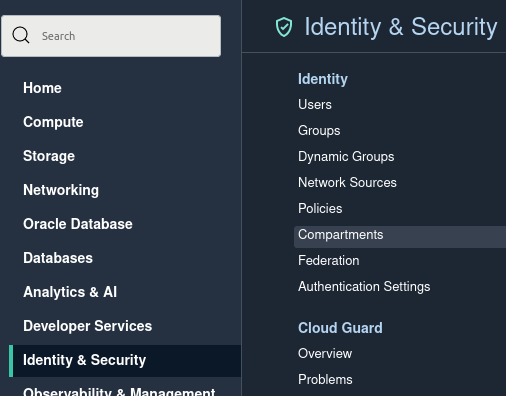 Search
Home
Compute
Storage
Networking
Oracle Database
Databases
Analytics & AI
Developer Services
Identity & Security
Observability & Management
Identity & Security
Identity
Users
Groups
Dynamic Groups
Network Sources
Policies
Compartments
Federation
Authentication Settings
Cloud Guard
Overview
Problems